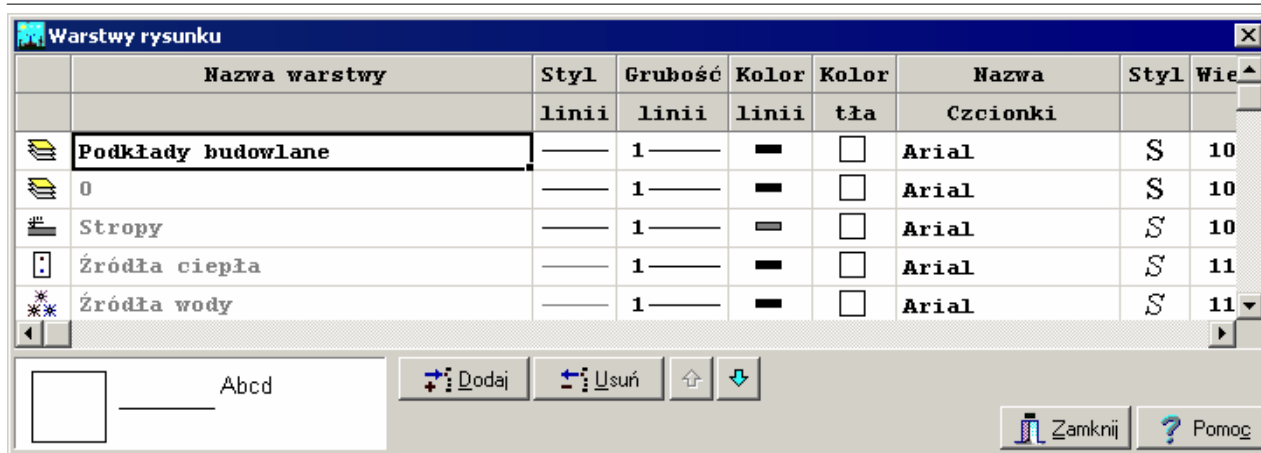 Warstwy rysunku
Nazwa warstwy Styl Grubość Kolor Kolor Nazwa Styl Wie
linii linii linii tła Czcionki
Podkłady budowlane 1 Arial S 10
0 1 Arial S 10
Stropy 1 Arial S 10
Źródła ciepła 1 Arial S 11
Źródła wody 1 Arial S 11
Abcd Dodaj Usuń
Zamknij Pomoc